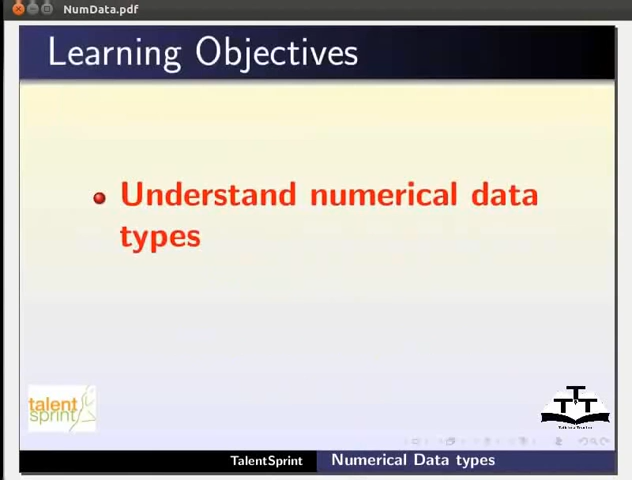 NumData.pdf
Learning Objectives
Understand numerical data
types
talent
sprint
TalentSprint
Numerical Data types